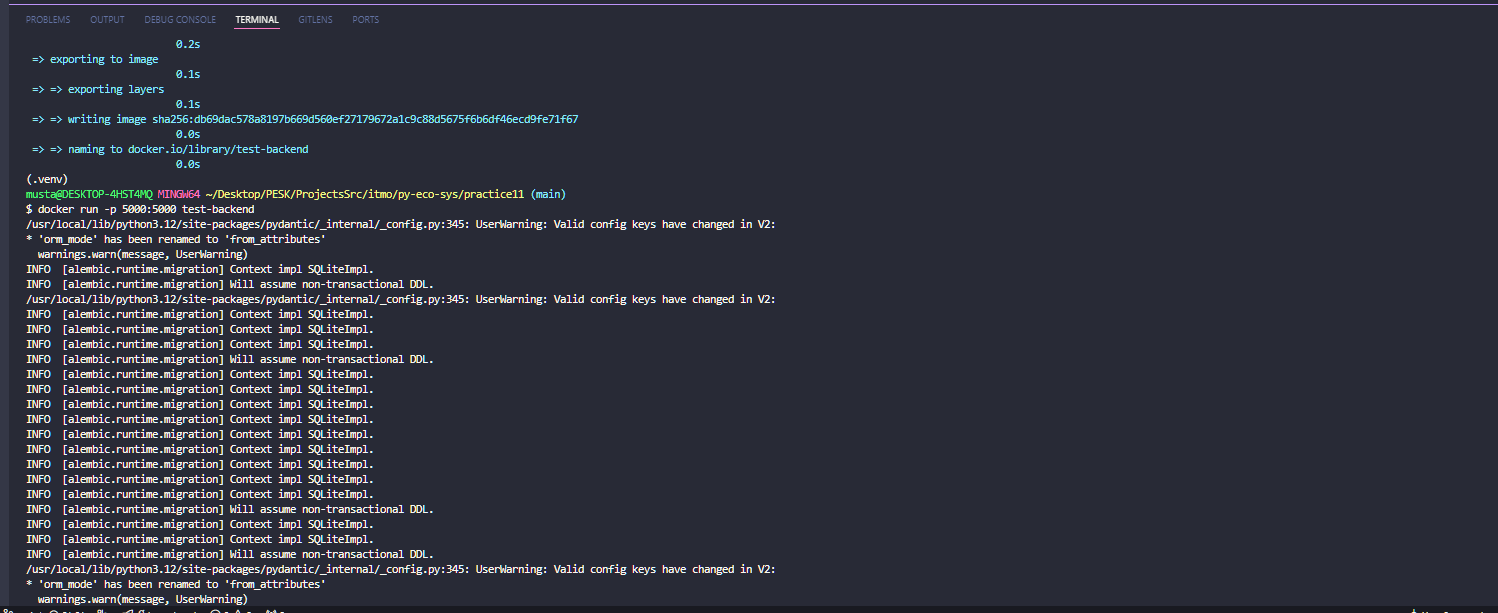 PROBLEMS OUTPUT DEBUG CONSOLE TERMINAL GITLENS PORTS
0.2s
=> exporting to image
0.1s
=> => exporting layers
0.1s
=> => writing image sha256:db69dac578a8197b669d560ef27179672a1c9c88d5675f6b6df46ecd9fe71f67
0.0s
=> => naming to docker.io/library/test-backend
0.0s
(.venv)
musta@DESKTOP-4HST4MQ MINGW64 ~/Desktop/PESK/ProjectsSrc/itmo/py-eco-sys/practice11 (main)
$ docker run -p 5000:5000 test-backend
/usr/local/lib/python3.12/site-packages/pydantic/_internal/_config.py:345: UserWarning: Valid config keys have changed in V2:
* 'orm_mode' has been renamed to 'from_attributes'
warnings.warn(message, UserWarning)
INFO [alembic.runtime.migration] Context impl SQLiteImpl.
INFO [alembic.runtime.migration] Will assume non-transactional DDL.
/usr/local/lib/python3.12/site-packages/pydantic/_internal/_config.py:345: UserWarning: Valid config keys have changed in V2:
INFO [alembic.runtime.migration] Context impl SQLiteImpl.
INFO [alembic.runtime.migration] Context impl SQLiteImpl.
INFO [alembic.runtime.migration] Context impl SQLiteImpl.
INFO [alembic.runtime.migration] Will assume non-transactional DDL.
INFO [alembic.runtime.migration] Context impl SQLiteImpl.
INFO [alembic.runtime.migration] Context impl SQLiteImpl.
INFO [alembic.runtime.migration] Context impl SQLiteImpl.
INFO [alembic.runtime.migration] Context impl SQLiteImpl.
INFO [alembic.runtime.migration] Context impl SQLiteImpl.
INFO [alembic.runtime.migration] Context impl SQLiteImpl.
INFO [alembic.runtime.migration] Context impl SQLiteImpl.
INFO [alembic.runtime.migration] Context impl SQLiteImpl.
INFO [alembic.runtime.migration] Context impl SQLiteImpl.
INFO [alembic.runtime.migration] Will assume non-transactional DDL.
INFO [alembic.runtime.migration] Context impl SQLiteImpl.
INFO [alembic.runtime.migration] Context impl SQLiteImpl.
INFO [alembic.runtime.migration] Will assume non-transactional DDL.
/usr/local/lib/python3.12/site-packages/pydantic/_internal/_config.py:345: UserWarning: Valid config keys have changed in V2:
* 'orm_mode' has been renamed to 'from_attributes'
warnings.warn(message, UserWarning)